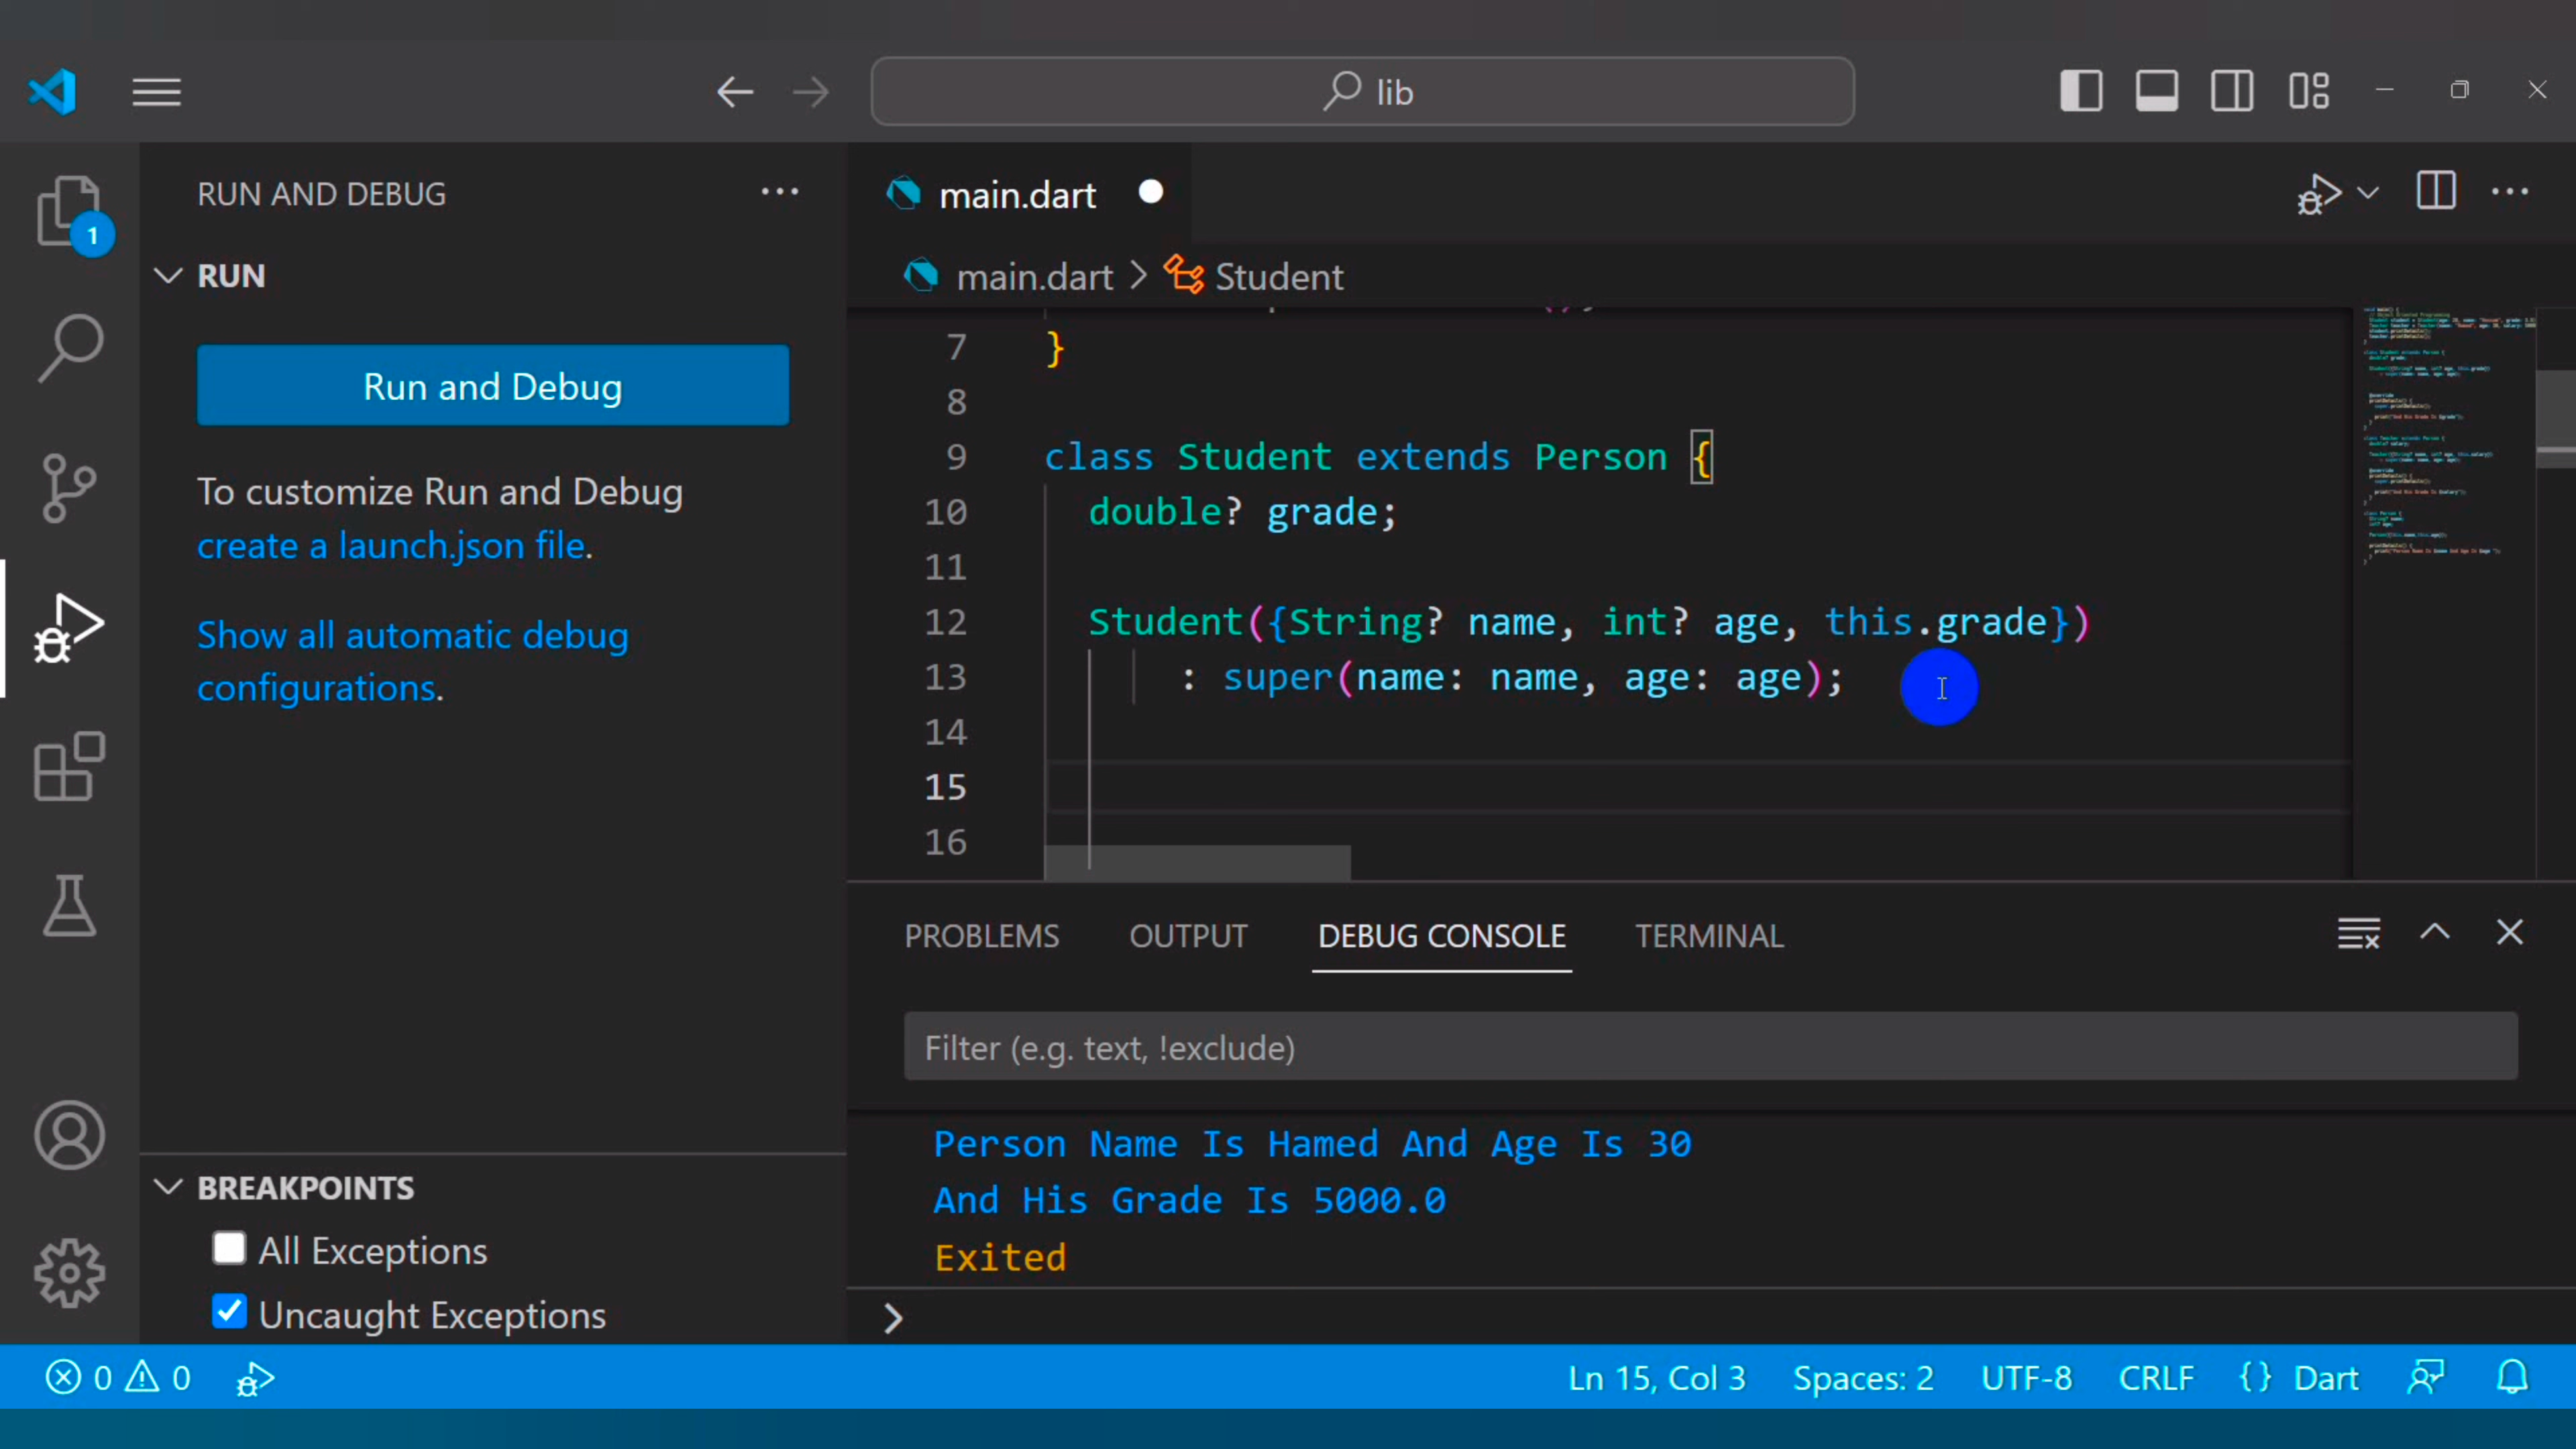 lib
RUN AND DEBUG
main.dart
1
RUN
main.dart > Student
Run and Debug
To customize Run and Debug
create a launch.json file.
Show all automatic debug
configurations.
7 }
8
9 class Student extends Person {
10 double? grade;
11
12 Student({String? name, int? age, this.grade})
13 : super(name: name, age: age);
14
15
16
PROBLEMS OUTPUT DEBUG CONSOLE TERMINAL
Filter (e.g. text, !exclude)
Person Name Is Hamed And Age Is 30
And His Grade Is 5000.0
Exited
>
BREAKPOINTS
All Exceptions
Uncaught Exceptions
0 0
Ln 15, Col 3 Spaces: 2 UTF-8 CRLF {} Dart